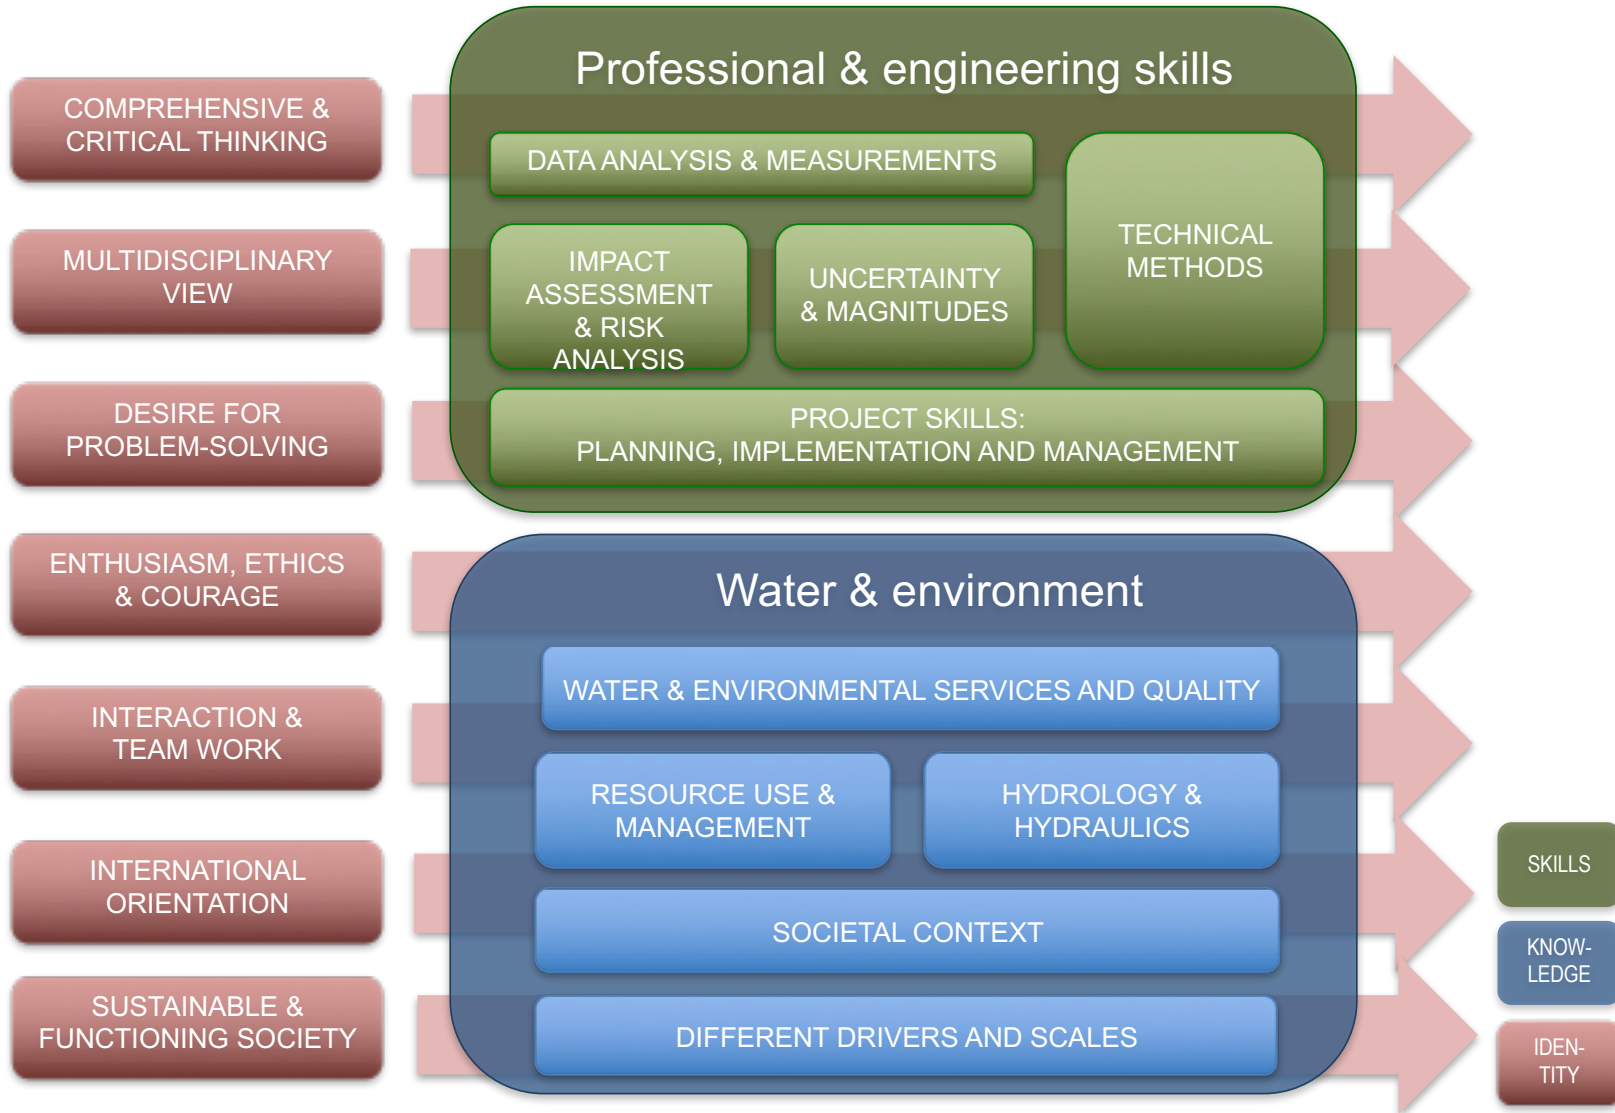 Professional & engineering skills
COMPREHENSIVE &
CRITICAL THINKING
DATA ANALYSIS & MEASUREMENTS
TECHNICAL
METHODS
MULTIDISCIPLINARY
VIEW
IMPACT
ASSESSMENT
& RISK
ANALYSIS
UNCERTAINTY
& MAGNITUDES
DESIRE FOR
PROBLEM-SOLVING
PROJECT SKILLS:
PLANNING, IMPLEMENTATION AND MANAGEMENT
ENTHUSIASM, ETHICS
& COURAGE
Water & environment
WATER & ENVIRONMENTAL SERVICES AND QUALITY
INTERACTION &
TEAM WORK
RESOURCE USE &
MANAGEMENT
HYDROLOGY &
HYDRAULICS
INTERNATIONAL
ORIENTATION
SOCIETAL CONTEXT
SUSTAINABLE &
FUNCTIONING SOCIETY
DIFFERENT DRIVERS AND SCALES
SKILLS
KNOW-
LEDGE
IDEN-
TITY